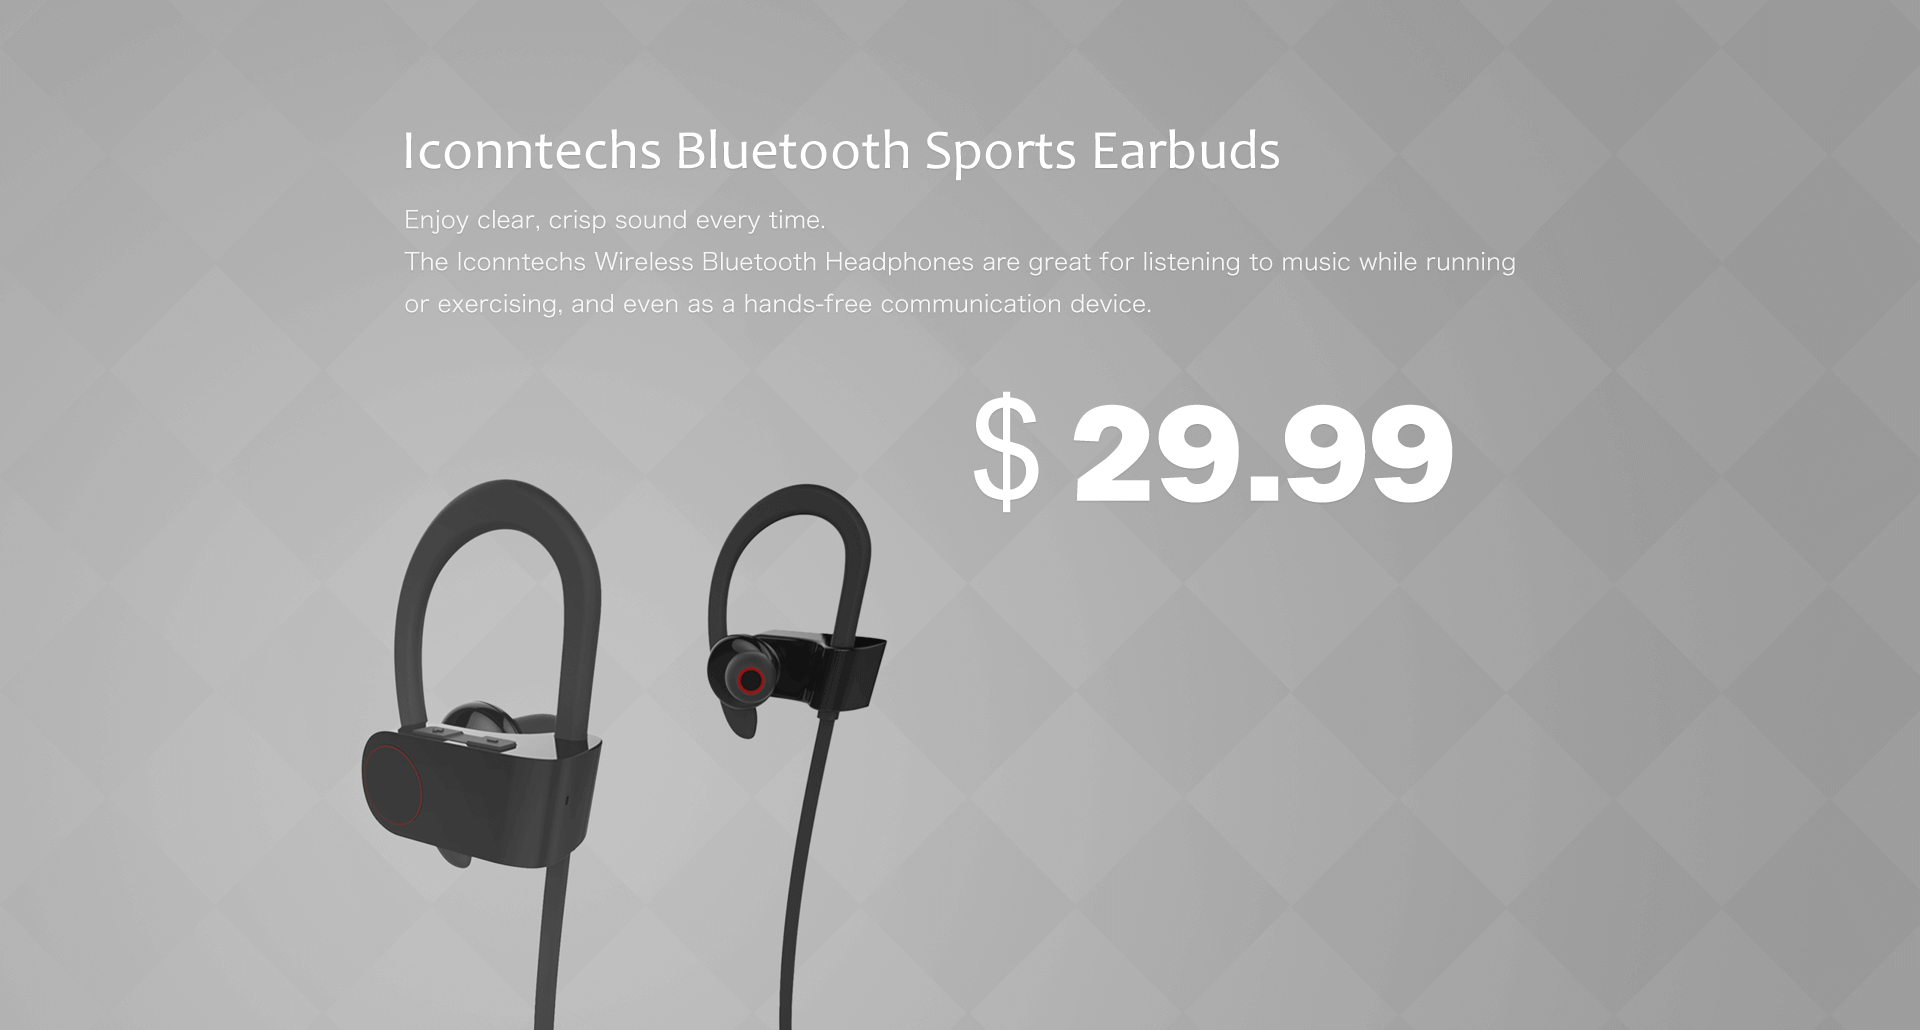 Iconntechs Bluetooth Sports Earbuds
Enjoy clear, crisp sound every time.
The Iconntechs Wireless Bluetooth Headphones are great for listening to music while running
or exercising, and even as a hands-free communication device.
$ 29.99